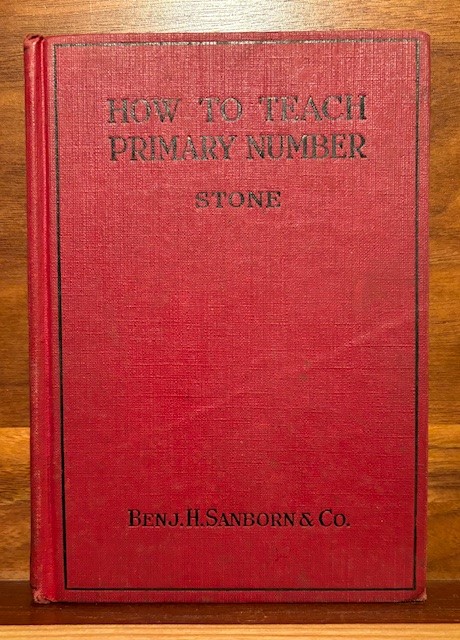 HOW TO TEACH
PRIMARY NUMBER
STONE
BENJ. H. SANBORN & CO.